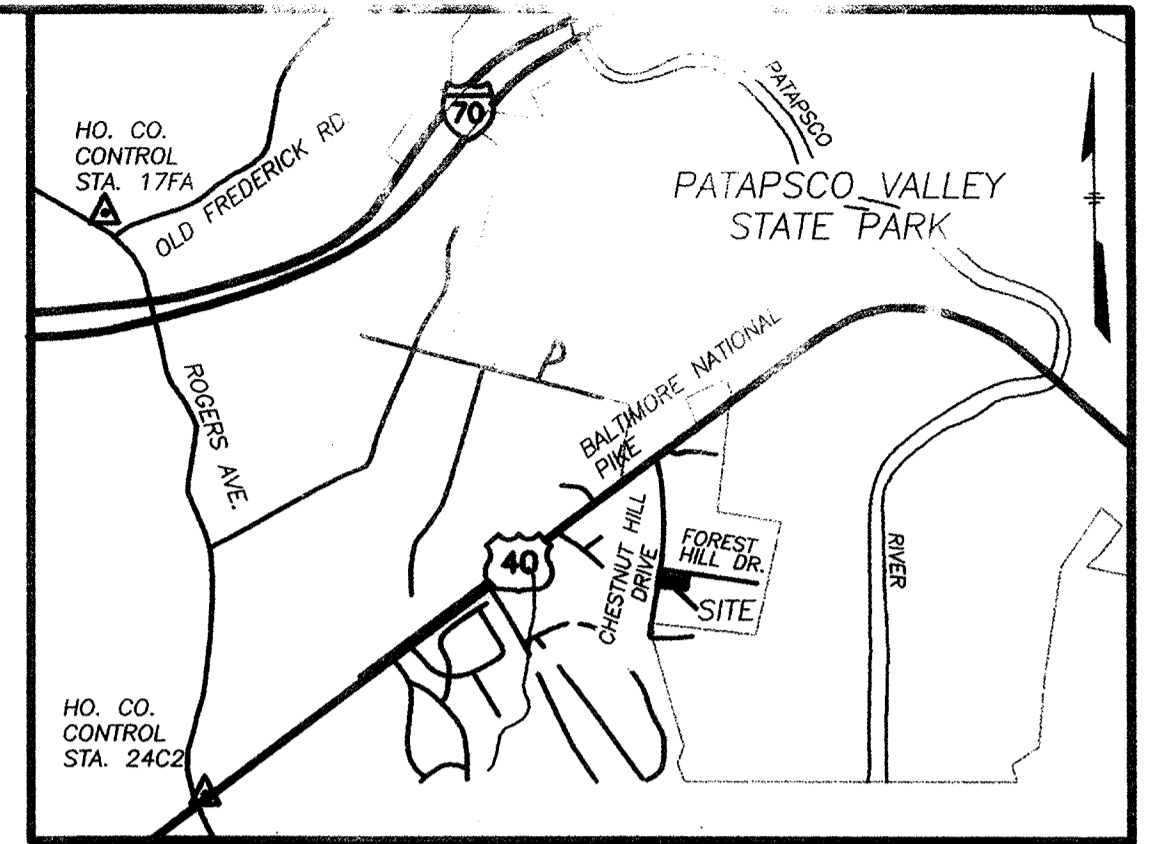 70
HO. CO.
CONTROL
STA. 17FA
OLD FREDERICK RD
PATAPSCO
PATAPSCO VALLEY
STATE PARK
ROGERS AVE.
BALTIMORE NATIONAL
PIKE
40
CHESTNUT HILL
DRIVE
FOREST
HILL DR.
SITE
RIVER
HO. CO.
CONTROL
STA. 24C2